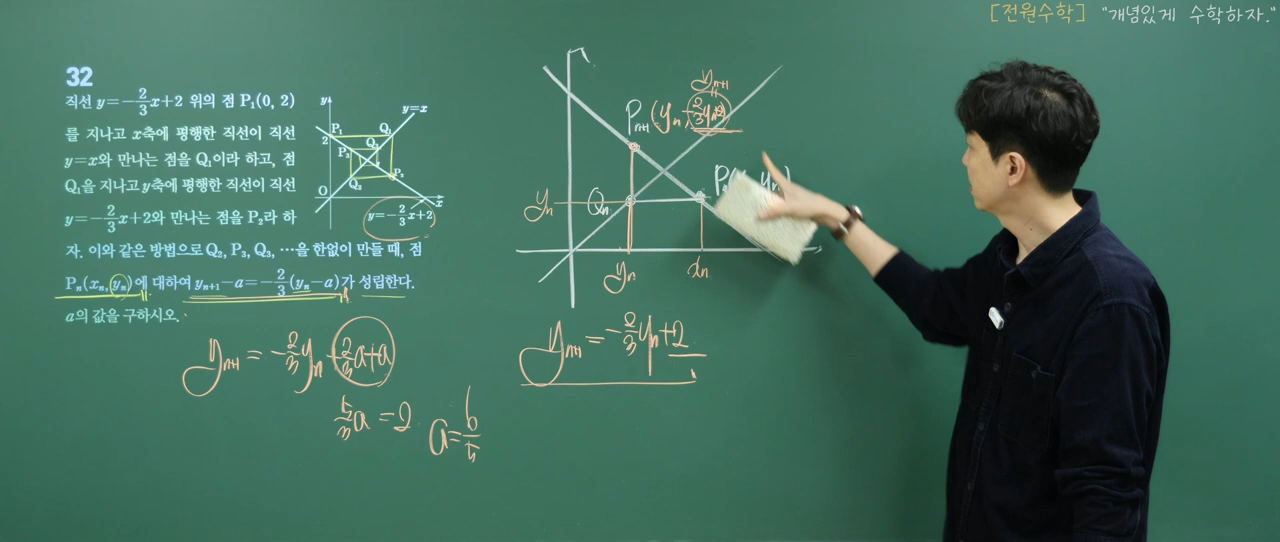 [전원수학] "개념있게 수학하자."
32
직선 y=-2/3x+2 위의 점 P₁(0, 2)
를 지나고 x축에 평행한 직선이 직선
y=x와 만나는 점을 Q₁이라 하고, 점
Q₁을 지나고 y축에 평행한 직선이 직선
y=-2/3x+2와 만나는 점을 P₂라 하
자. 이와 같은 방법으로 Q₂, P₃, Q₃, …을 한없이 만들 때, 점
Pₙ(xₙ, yₙ)에 대하여 yₙ₊₁-a=-2/3(yₙ-a)가 성립한다.
a의 값을 구하시오.
y
y=x
P₁
Q₁
2
P₃
Q₃
Q₂
P₂
O
x
y=-2/3x+2
yₙ₊₁ = -2/3yₙ + 2/3a+a
5/3a = 2
a = 6/5
yₙ₊₁
Pₙ₊₁(yₙ, -2/3yₙ+2)
yₙ
Qₙ
yₙ
xₙ
yₙ₊₁ = -2/3yₙ+2